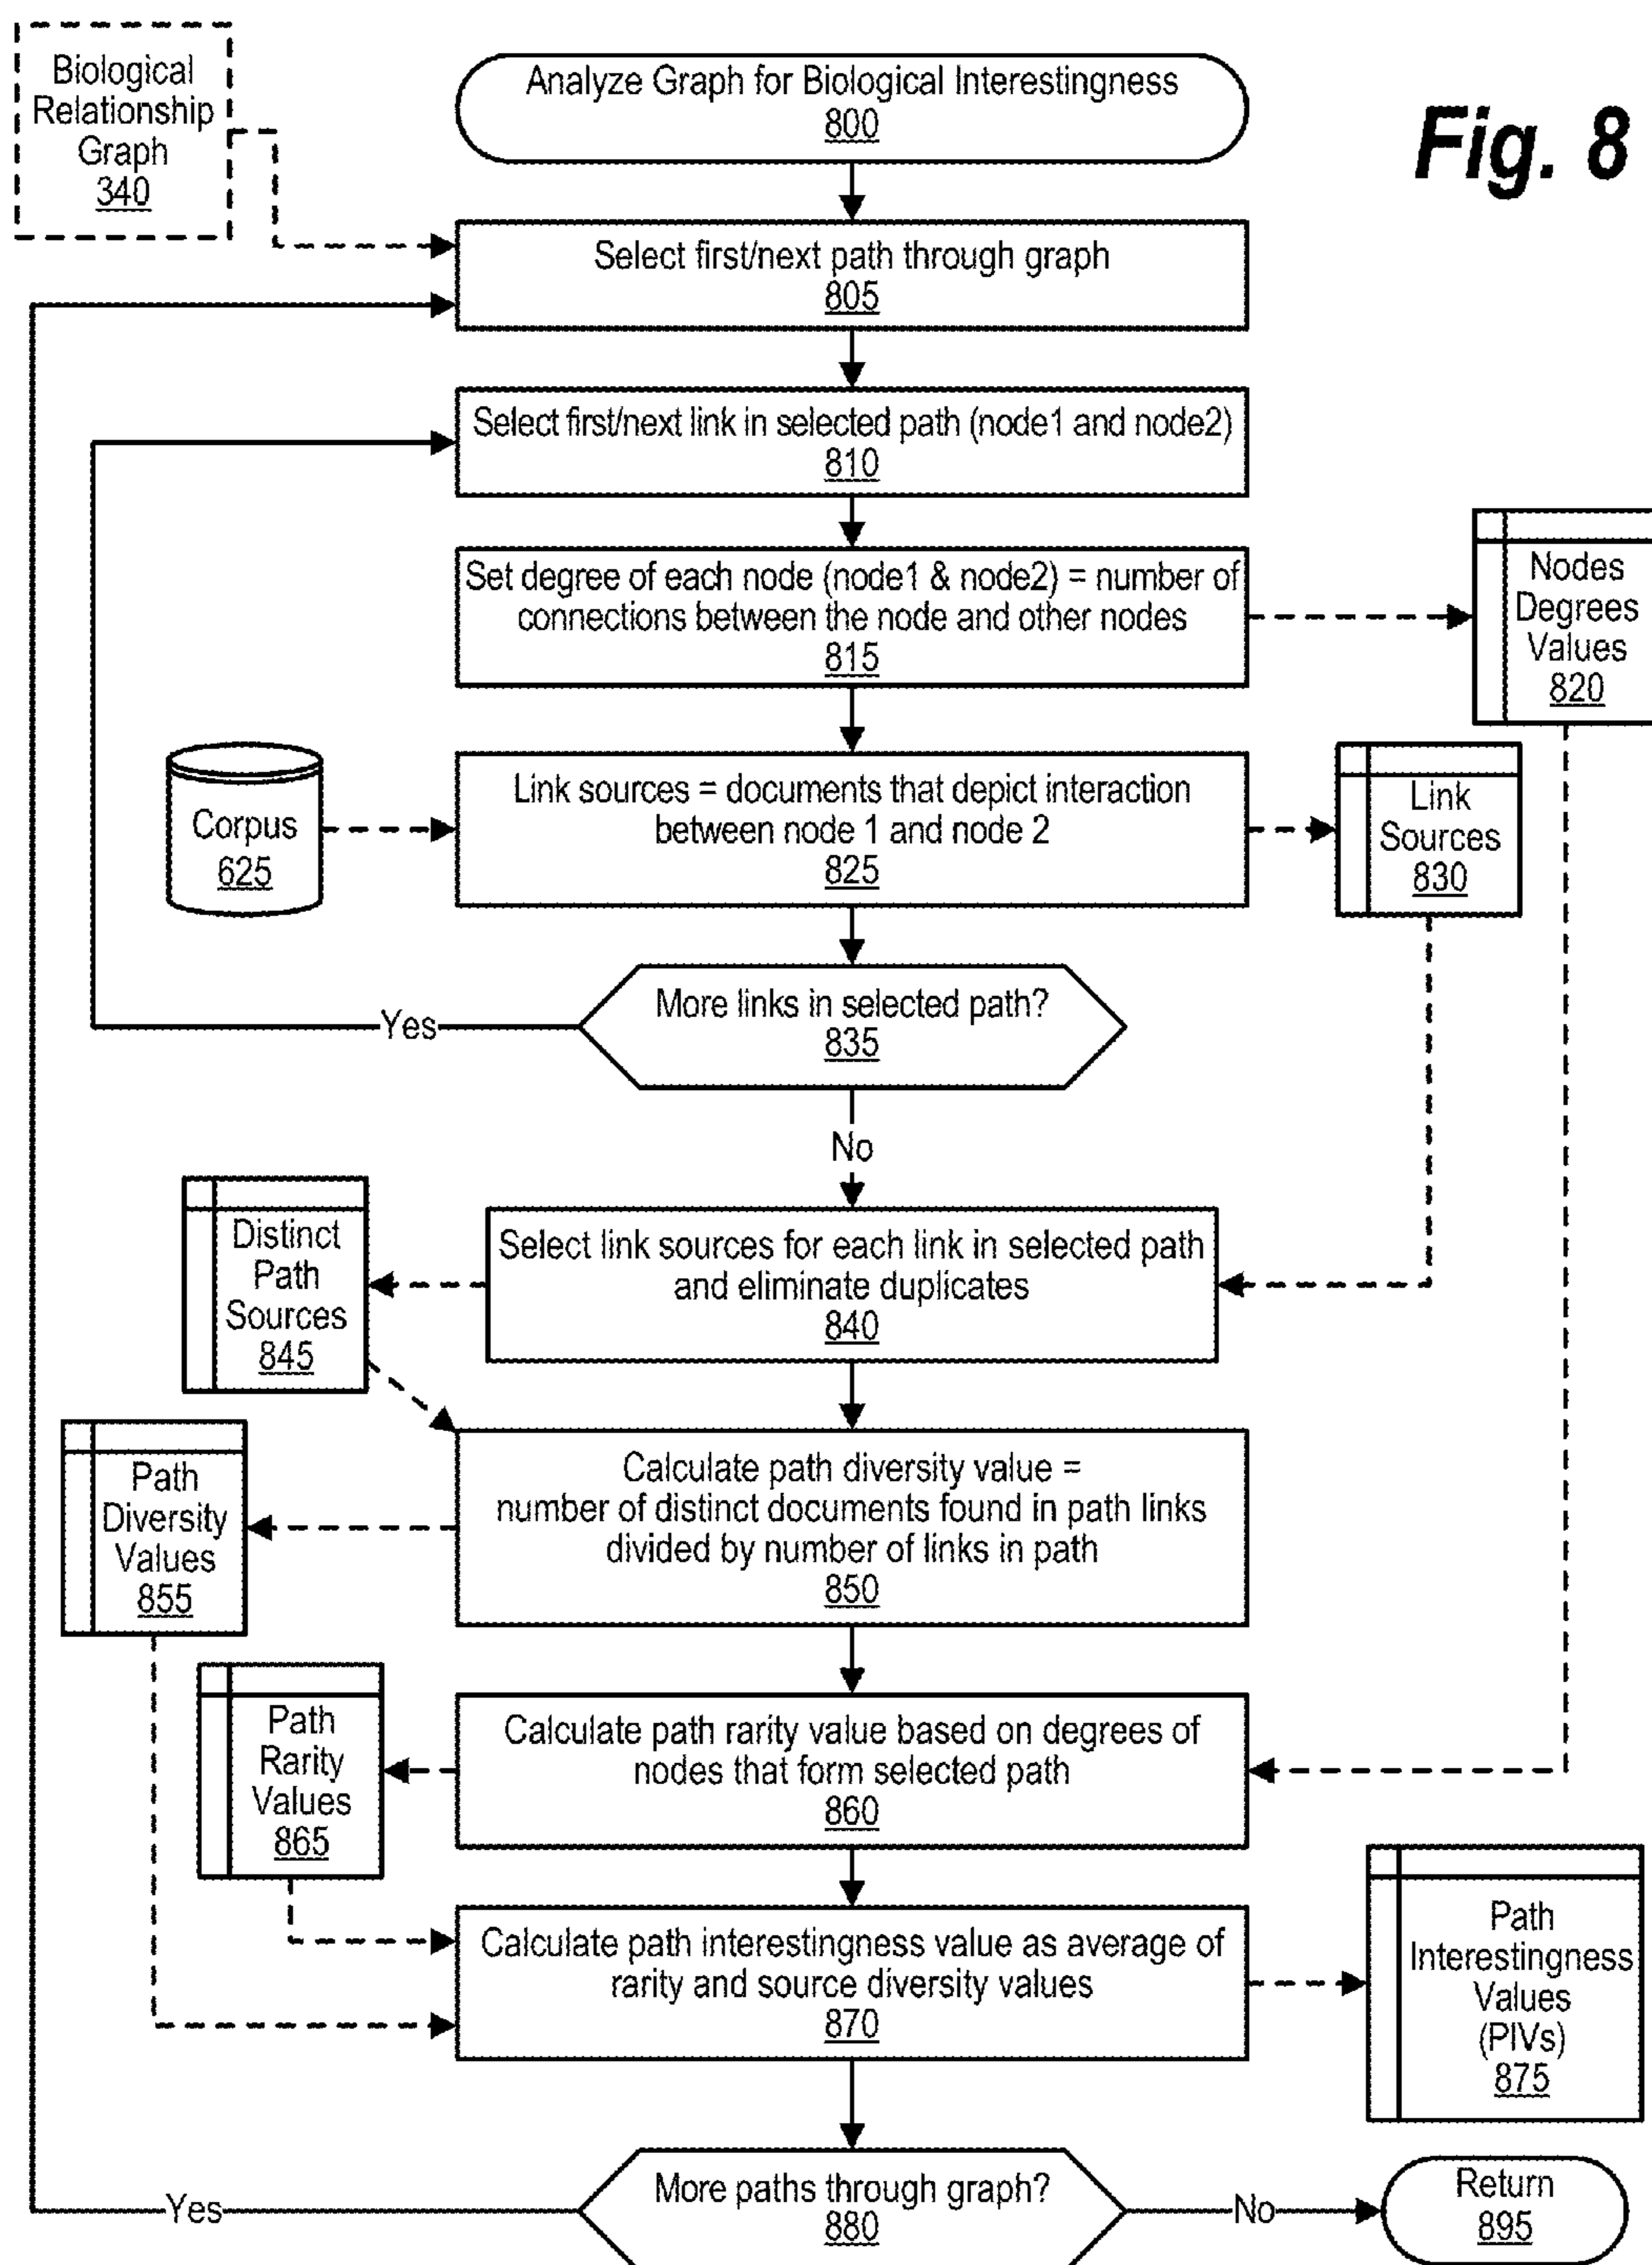 Biological
Relationship
Graph
340
Analyze Graph for Biological Interestingness
800
Fig. 8
Select first/next path through graph
805
Select first/next link in selected path (node1 and node2)
810
Set degree of each node (node1 & node2) = number of
connections between the node and other nodes
815
Nodes
Degrees
Values
820
Corpus
625
Link sources = documents that depict interaction
between node 1 and node 2
825
Link
Sources
830
More links in selected path?
835
Yes
No
Distinct
Path
Sources
845
Select link sources for each link in selected path
and eliminate duplicates
840
Path
Diversity
Values
855
Calculate path diversity value =
number of distinct documents found in path links
divided by number of links in path
850
Path
Rarity
Values
865
Calculate path rarity value based on degrees of
nodes that form selected path
860
Calculate path interestingness value as average of
rarity and source diversity values
870
Path
Interestingness
Values
(PIVs)
875
More paths through graph?
880
Yes
No
Return
895